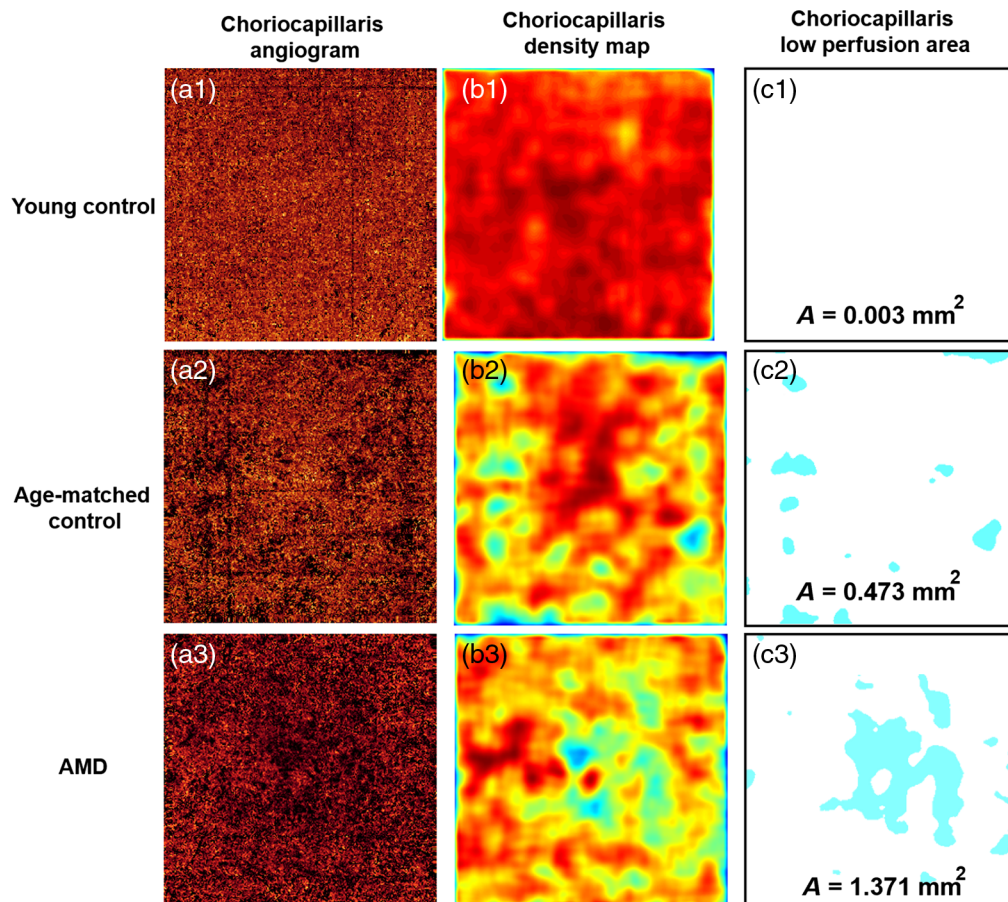 Choriocapillaris
angiogram
Choriocapillaris
density map
Choriocapillaris
low perfusion area
Young control
(a1)
(b1)
(c1)
A = 0.003 mm²
Age-matched
control
(a2)
(b2)
(c2)
A = 0.473 mm²
AMD
(a3)
(b3)
(c3)
A = 1.371 mm²